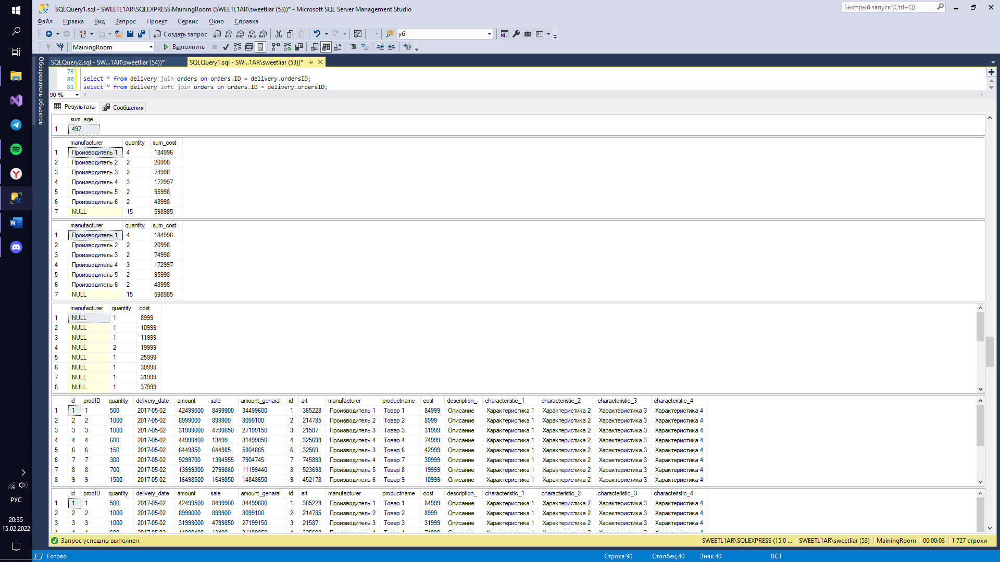 SQLQuery1.sql - SWEETL1AR\SQLEXPRESS.MainingRoom (SWEETL1AR\sweetliar (53))* - Microsoft SQL Server Management Studio
Быстрый запуск (Ctrl+Q)
Файл Правка Вид Запрос Проект Сервис Окно Справка
Создать запрос MDX DMX XMLA DAX у6
MainingRoom Выполнить
Обозреватель объектов
SQLQuery2.sql - SW...1AR\sweetliar (54))* SQLQuery1.sql - SW...1AR\sweetliar (53))*
79
80 select * from delivery join orders on orders.ID = delivery.ordersID;
81 select * from delivery left join orders on orders.ID = delivery.ordersID;
90 %
Результаты Сообщения
sum_age
1 497
manufacturer quantity sum_cost
1 Производитель 1 4 184996
2 Производитель 2 2 20998
3 Производитель 3 2 74998
4 Производитель 4 3 172997
5 Производитель 5 2 95998
6 Производитель 6 2 48998
7 NULL 15 598985
manufacturer quantity sum_cost
1 Производитель 1 4 184996
2 Производитель 2 2 20998
3 Производитель 3 2 74998
4 Производитель 4 3 172997
5 Производитель 5 2 95998
6 Производитель 6 2 48998
7 NULL 15 598985
manufacturer quantity cost
1 NULL 1 8999
2 NULL 1 10999
3 NULL 1 11999
4 NULL 2 19999
5 NULL 1 25999
6 NULL 1 30999
7 NULL 1 31999
8 NULL 1 37999
id prodID quantity delivery_date amount sale amount_genaral id art manufacturer productname cost description_ characteristic_1 characteristic_2 characteristic_3 characteristic_4
1 1 1 500 2017-05-02 42499500 8499900 34499600 1 365228 Производитель 1 Товар 1 84999 Описание Характеристика 1 Характеристика 2 Характеристика 3 Характеристика 4
2 2 2 1000 2017-05-02 8999000 899900 8099100 2 214785 Производитель 2 Товар 2 8999 Описание Характеристика 1 Характеристика 2 Характеристика 3 Характеристика 4
3 3 3 1000 2017-05-02 31999000 4799850 27199150 3 21587 Производитель 3 Товар 3 31999 Описание Характеристика 1 Характеристика 2 Характеристика 3 Характеристика 4
4 4 4 600 2017-05-02 44999400 13499... 31499850 4 325698 Производитель 4 Товар 4 74999 Описание Характеристика 1 Характеристика 2 Характеристика 3 Характеристика 4
5 6 6 150 2017-05-02 6449850 644985 5804865 6 32569 Производитель 3 Товар 6 42999 Описание Характеристика 1 Характеристика 2 Характеристика 3 Характеристика 4
6 7 7 300 2017-05-02 9299700 1394955 7904745 7 745893 Производитель 4 Товар 7 30999 Описание Характеристика 1 Характеристика 2 Характеристика 3 Характеристика 4
7 8 8 700 2017-05-02 13999300 2799860 11199440 8 523698 Производитель 5 Товар 8 19999 Описание Характеристика 1 Характеристика 2 Характеристика 3 Характеристика 4
8 9 9 1500 2017-05-02 16498500 1649850 14848650 9 452178 Производитель 6 Товар 9 10999 Описание Характеристика 1 Характеристика 2 Характеристика 3 Характеристика 4
id prodID quantity delivery_date amount sale amount_genaral id art manufacturer productname cost description_ characteristic_1 characteristic_2 characteristic_3 characteristic_4
1 1 1 500 2017-05-02 42499500 8499900 34499600 1 365228 Производитель 1 Товар 1 84999 Описание Характеристика 1 Характеристика 2 Характеристика 3 Характеристика 4
2 2 2 1000 2017-05-02 8999000 899900 8099100 2 214785 Производитель 2 Товар 2 8999 Описание Характеристика 1 Характеристика 2 Характеристика 3 Характеристика 4
3 3 3 1000 2017-05-02 31999000 4799850 27199150 3 21587 Производитель 3 Товар 3 31999 Описание Характеристика 1 Характеристика 2 Характеристика 3 Характеристика 4
Запрос успешно выполнен. SWEETL1AR\SQLEXPRESS (15.0 ... SWEETL1AR\sweetliar (53) MainingRoom 00:00:03 1 727 строки
Готово Строка 90 Столбец 40 Знак 40 ВСТ
РУС
20:35
15.02.2022